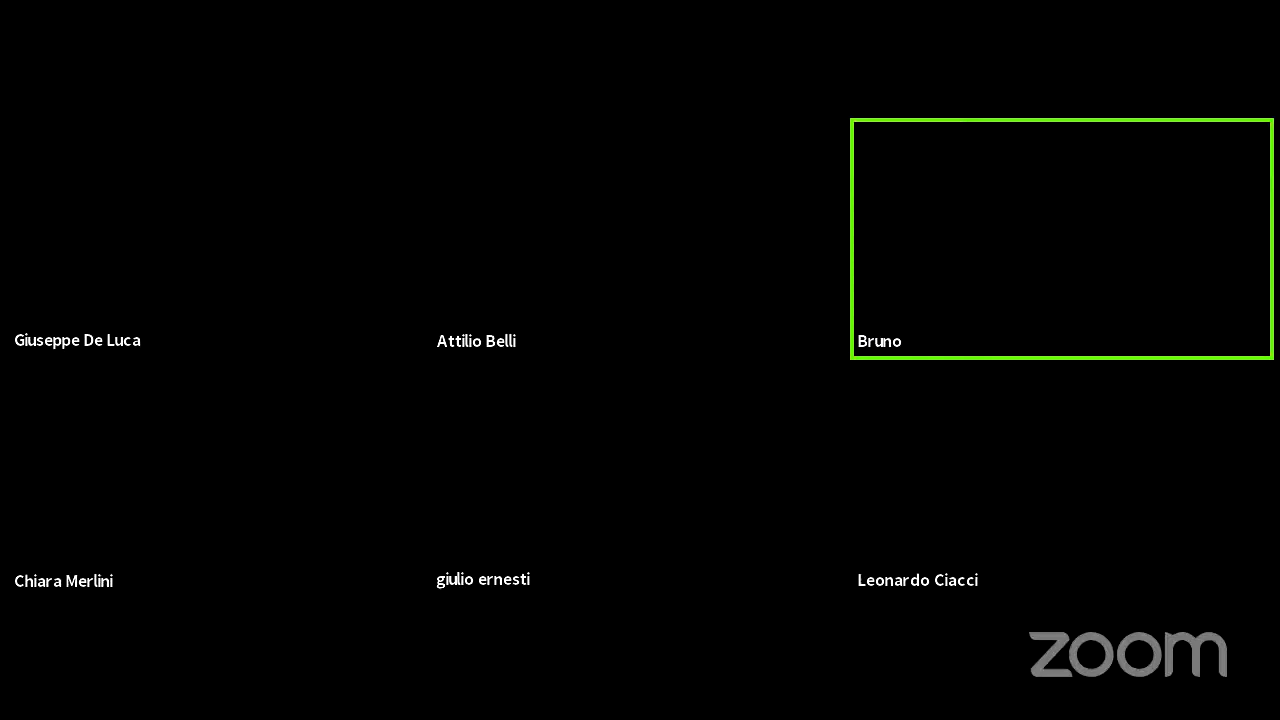 Giuseppe De Luca
Attilio Belli
Bruno
Chiara Merlini
giulio ernesti
Leonardo Ciacci
zoom